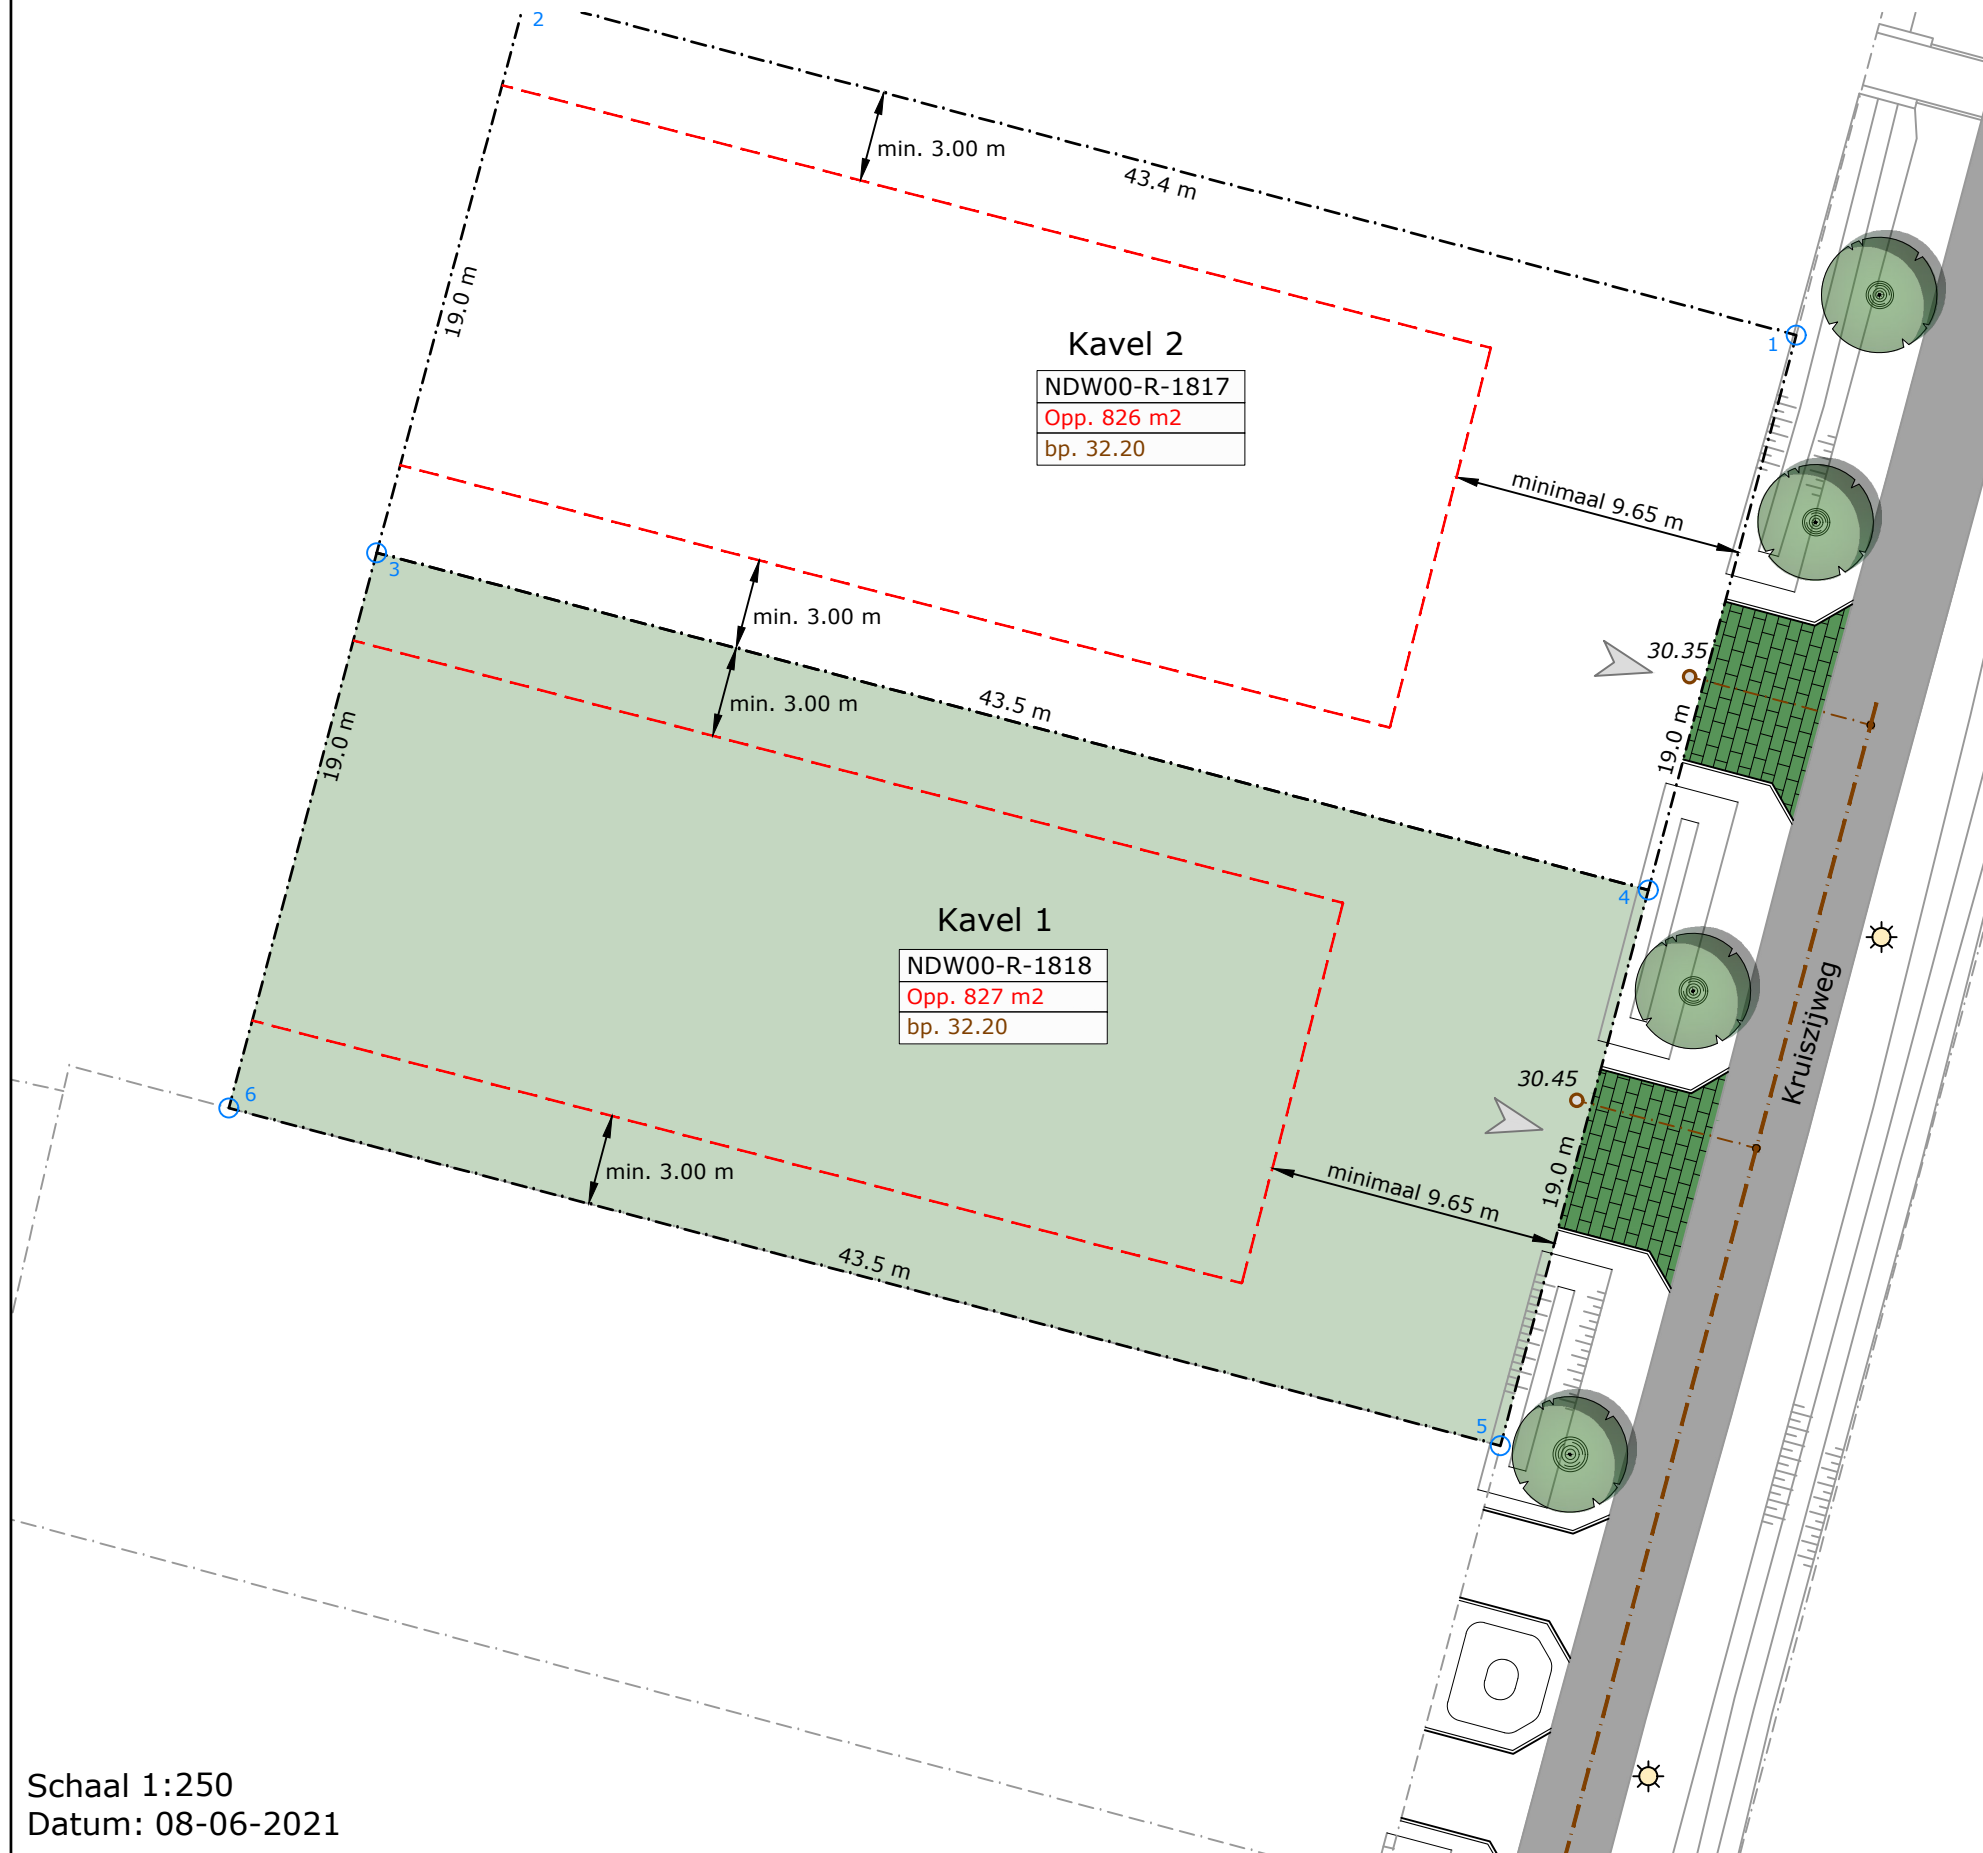 2
min. 3.00 m
43.4 m
19.0 m
1
Kavel 2
NDW00-R-1817
Opp. 826 m2
bp. 32.20
minimaal 9.65 m
3
min. 3.00 m
30.35
min. 3.00 m
43.5 m
19.0 m
19.0 m
4
Kavel 1
NDW00-R-1818
Opp. 827 m2
bp. 32.20
Kruiszijweg
30.45
6
min. 3.00 m
minimaal 9.65 m
19.0 m
43.5 m
5
Schaal 1:250
Datum: 08-06-2021